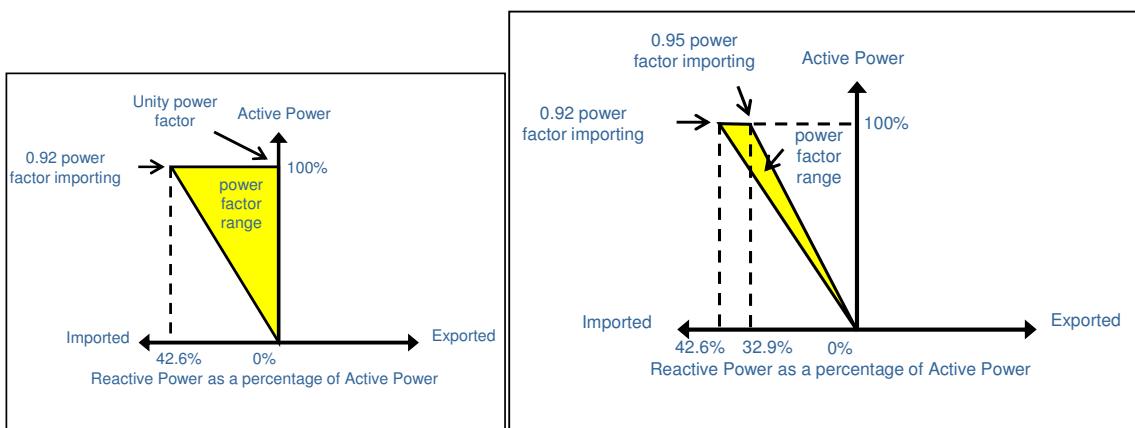 Unity power
factor
Active Power
0.92 power
factor importing
100%
power
factor
range
Imported
Exported
42.6%
0%
Reactive Power as a percentage of Active Power
0.95 power
factor importing
Active Power
0.92 power
factor importing
100%
power
factor
range
Imported
Exported
42.6%
32.9%
0%
Reactive Power as a percentage of Active Power